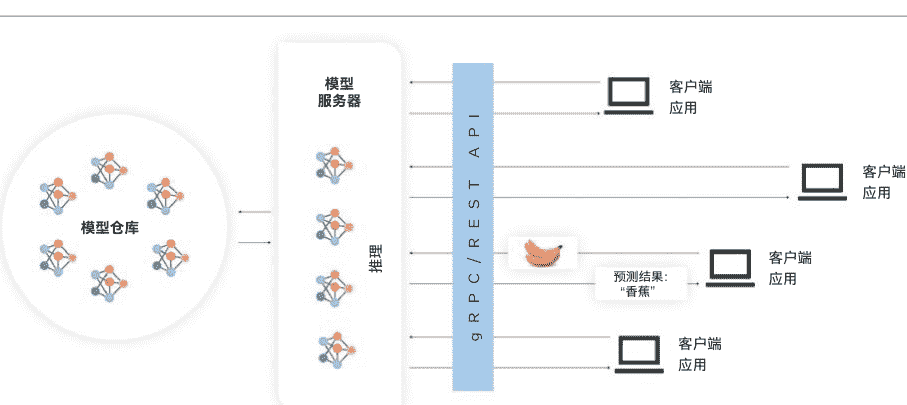 模型
服务器
模型仓库
推理
gRPC/REST API
客户端
应用
客户端
应用
客户端
应用
预测结果：
“香蕉”
客户端
应用